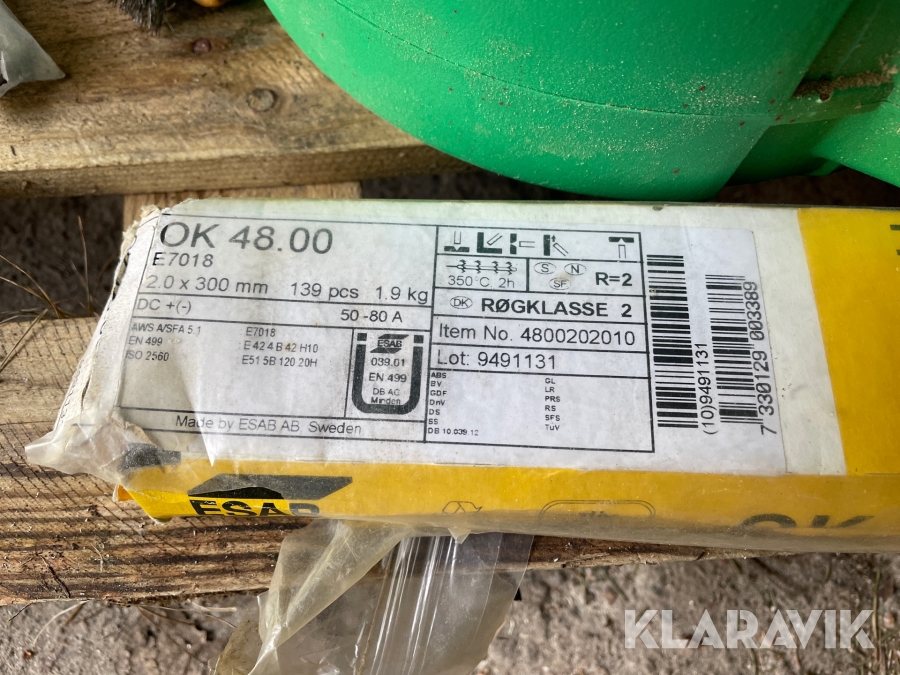 OK 48.00
E7018
2.0 x 300 mm 139 pcs 1.9 kg
DC +(-) 50-80 A
AWS A/SFA 5.1 E7018
EN 499 E 42 4 B 42 H10
ISO 2560 E51 5B 120 20H
ESAB
039.01
EN 499
DB AC
Minden
Made by ESAB AB Sweden
350°C 2h
S N
SF
R=2
DK RØGKLASSE 2
Item No. 4800202010
Lot: 9491131
ABS GL
BV LR
GDF PRS
DnV RS
DS SFS
SS TüV
DB 10.039.12
(10)9491131
7 330129 003389
ESAB
OK
KLARAVIK